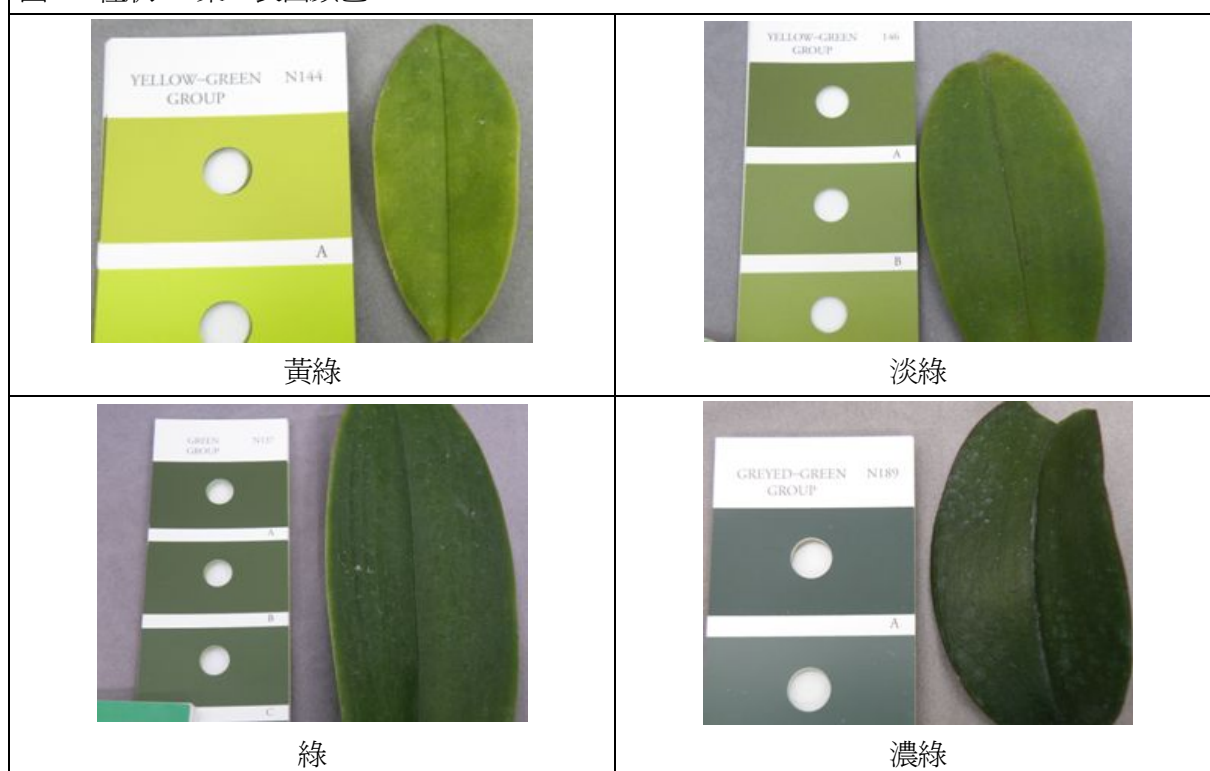 YELLOW-GREEN N144
GROUP
A
YELLOW-GREEN 146
GROUP
A
B
黃綠
淡綠
GREEN N137
GROUP
A
B
C
GREYED-GREEN N189
GROUP
A
綠
濃綠